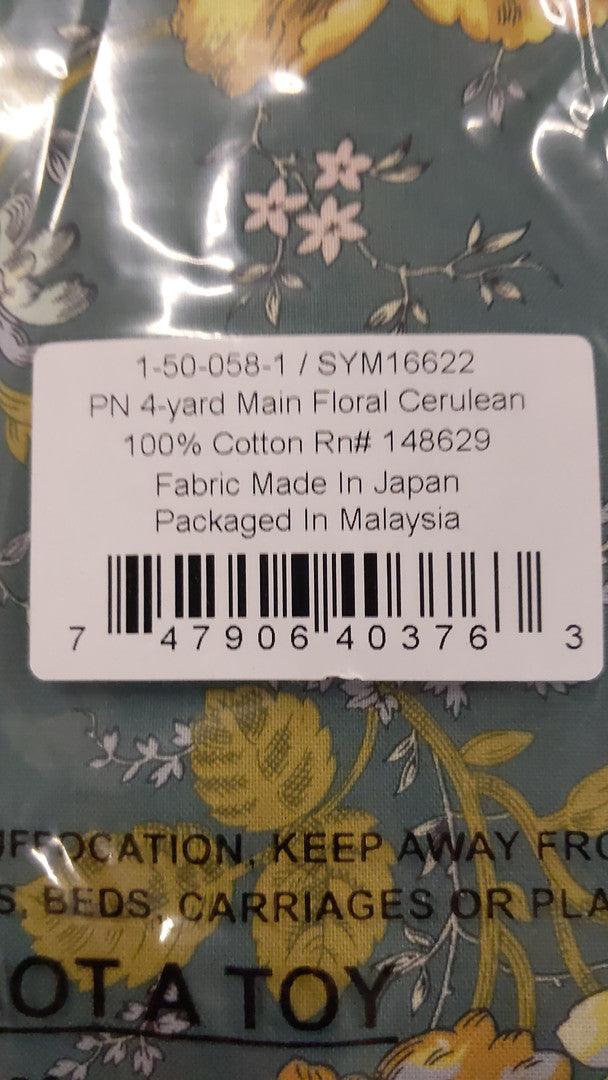 1-50-058-1 / SYM16622
PN 4-yard Main Floral Cerulean
100% Cotton Rn# 148629
Fabric Made In Japan
Packaged In Malaysia
7 47906 40376 3
UFFOCATION, KEEP AWAY FRO
S, BEDS, CARRIAGES OR PLA
OT A TOY